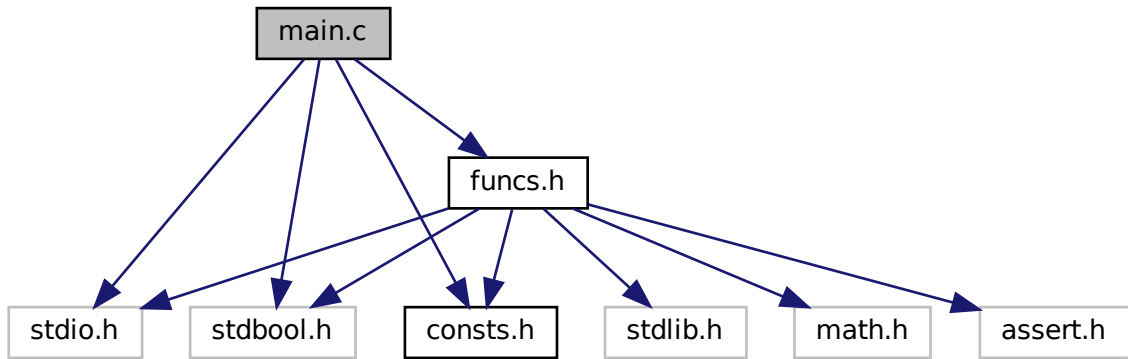 main.c
funcs.h
stdio.h
stdbool.h
consts.h
stdlib.h
math.h
assert.h